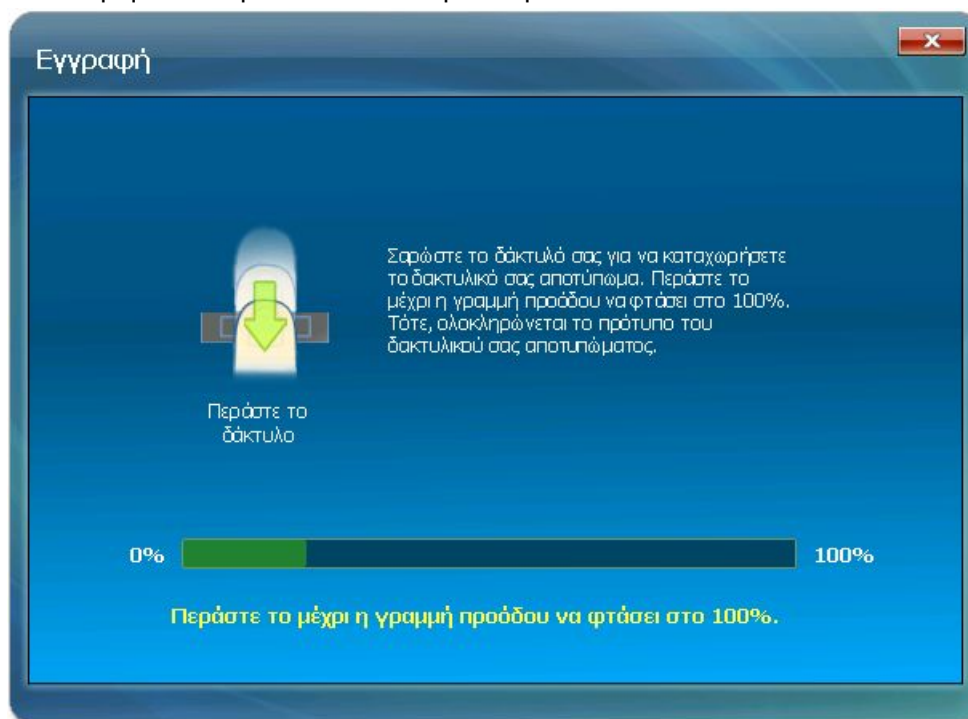 Εγγραφή
Σαρώστε το δάκτυλό σας για να καταχωρήσετε
το δακτυλικό σας αποτύπωμα. Περάστε το
μέχρι η γραμμή προόδου να φτάσει στο 100%.
Τότε, ολοκληρώνεται το πρότυπο του
δακτυλικού σας αποτυπώματος.
Περάστε το
δάκτυλο
0% 100%
Περάστε το μέχρι η γραμμή προόδου να φτάσει στο 100%.